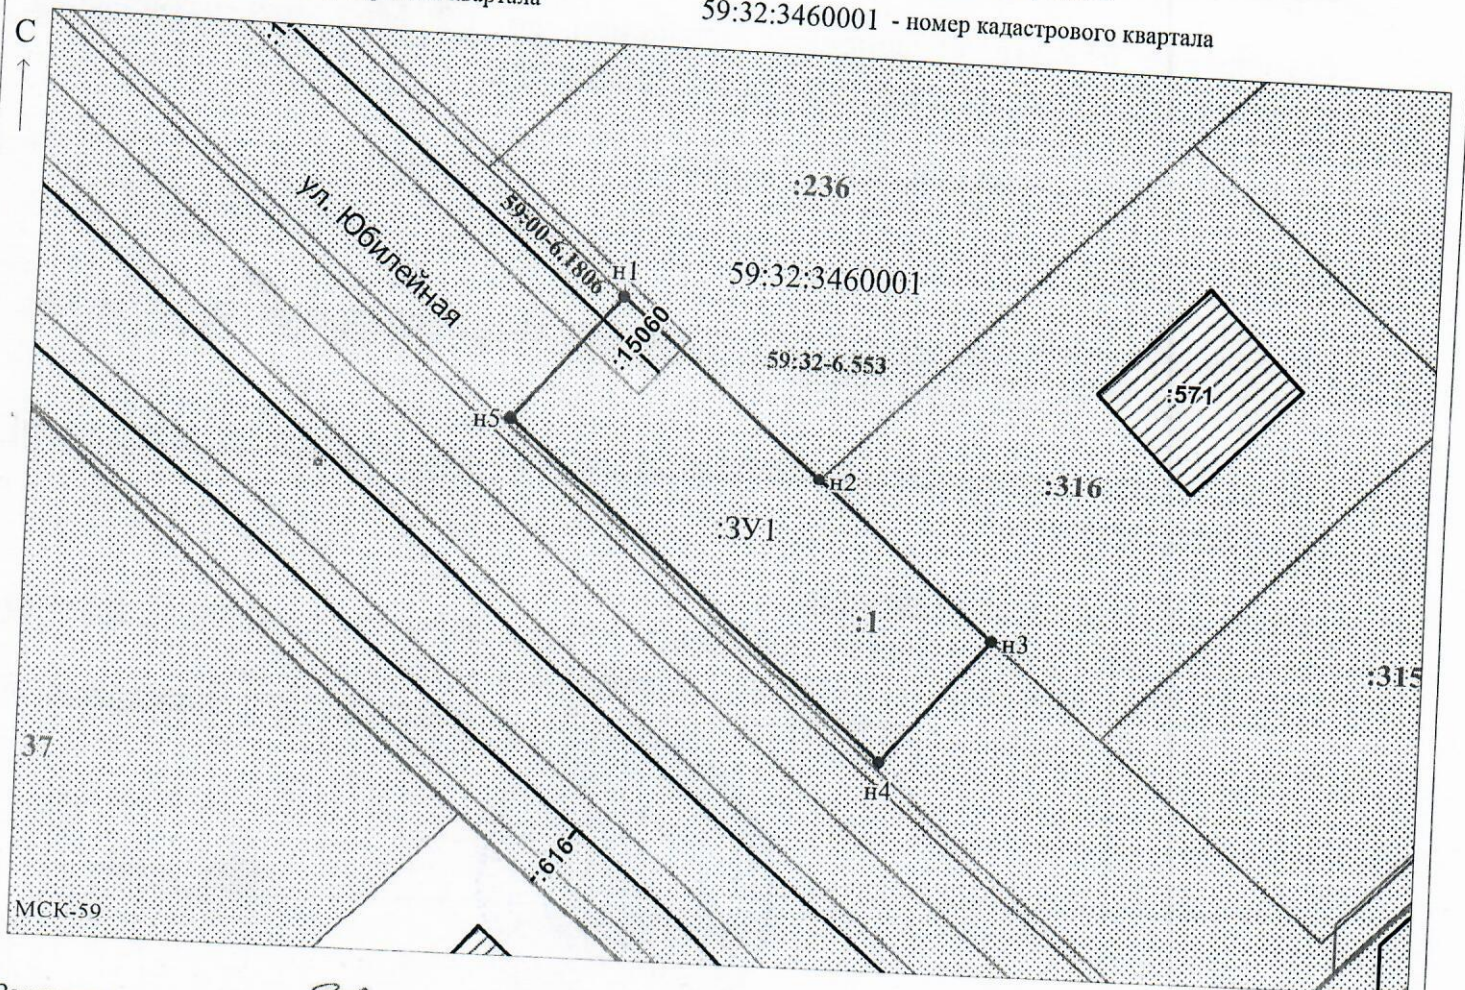 59:32:3460001 - номер кадастрового квартала
С
:236
ул. Юбилейная
59:00-6.1806
н1
59:32:3460001
:15060
59:32-6.553
:571
н5
н2
:316
:ЗУ1
:1
н3
:315
37
н4
:616
МСК-59